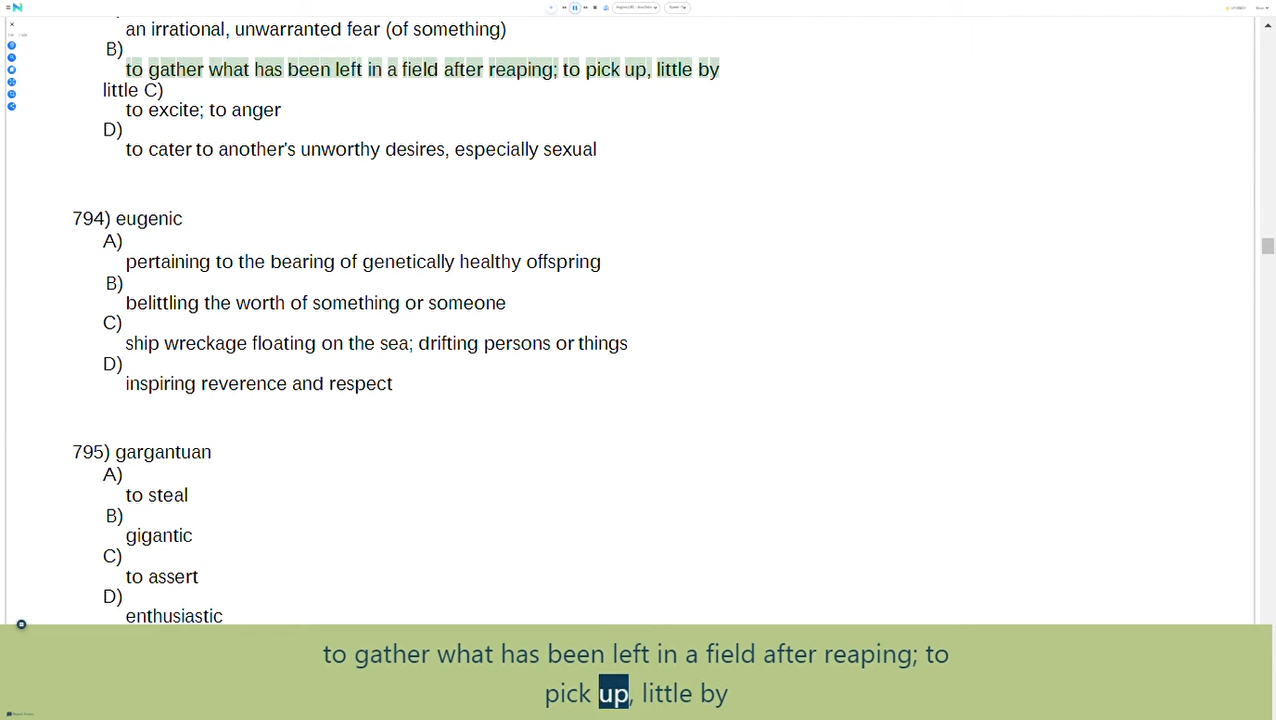 an irrational, unwarranted fear (of something)
B)
to gather what has been left in a field after reaping; to pick up, little by
little C)
to excite; to anger
D)
to cater to another's unworthy desires, especially sexual
794) eugenic
A)
pertaining to the bearing of genetically healthy offspring
B)
belittling the worth of something or someone
C)
ship wreckage floating on the sea; drifting persons or things
D)
inspiring reverence and respect
795) gargantuan
A)
to steal
B)
gigantic
C)
to assert
D)
enthusiastic
to gather what has been left in a field after reaping; to
pick up, little by